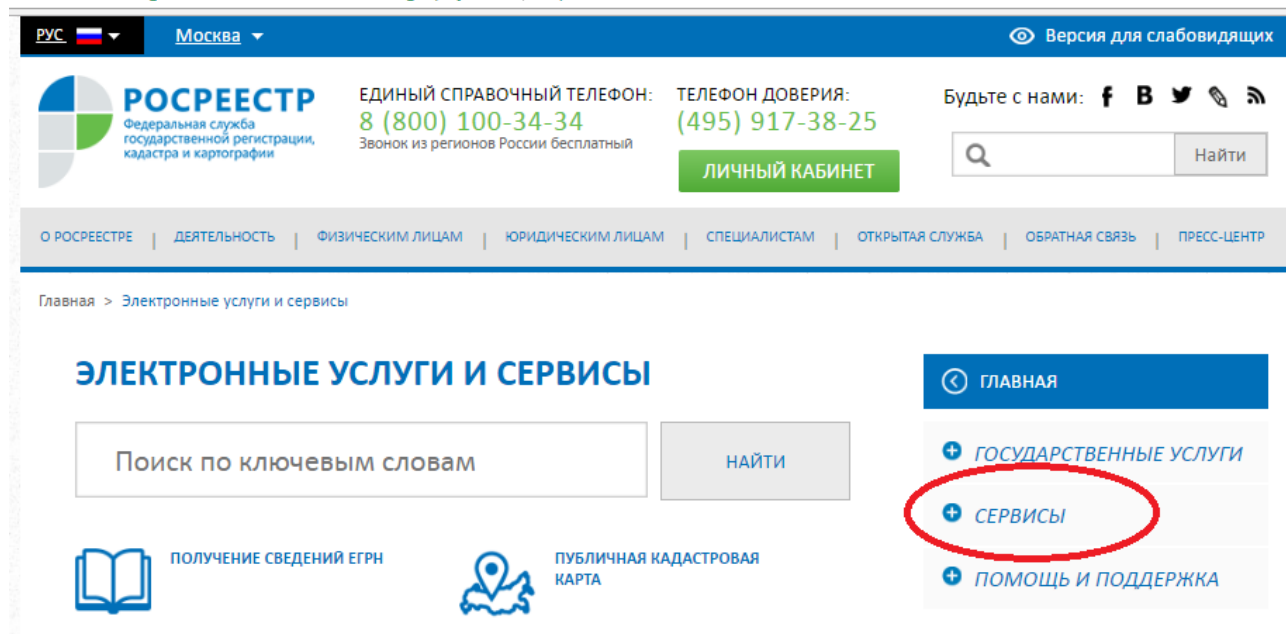 РУС
Москва
Версия для слабовидящих
РОСРЕЕСТР
Федеральная служба
государственной регистрации,
кадастра и картографии
ЕДИНЫЙ СПРАВОЧНЫЙ ТЕЛЕФОН:
8 (800) 100-34-34
Звонок из регионов России бесплатный
ТЕЛЕФОН ДОВЕРИЯ:
(495) 917-38-25
ЛИЧНЫЙ КАБИНЕТ
Будьте с нами:
Найти
О РОСРЕЕСТРЕ | ДЕЯТЕЛЬНОСТЬ | ФИЗИЧЕСКИМ ЛИЦАМ | ЮРИДИЧЕСКИМ ЛИЦАМ | СПЕЦИАЛИСТАМ | ОТКРЫТАЯ СЛУЖБА | ОБРАТНАЯ СВЯЗЬ | ПРЕСС-ЦЕНТР
Главная > Электронные услуги и сервисы
ЭЛЕКТРОННЫЕ УСЛУГИ И СЕРВИСЫ
Поиск по ключевым словам
НАЙТИ
ПОЛУЧЕНИЕ СВЕДЕНИЙ ЕГРН
ПУБЛИЧНАЯ КАДАСТРОВАЯ
КАРТА
ГЛАВНАЯ
ГОСУДАРСТВЕННЫЕ УСЛУГИ
СЕРВИСЫ
ПОМОЩЬ И ПОДДЕРЖКА